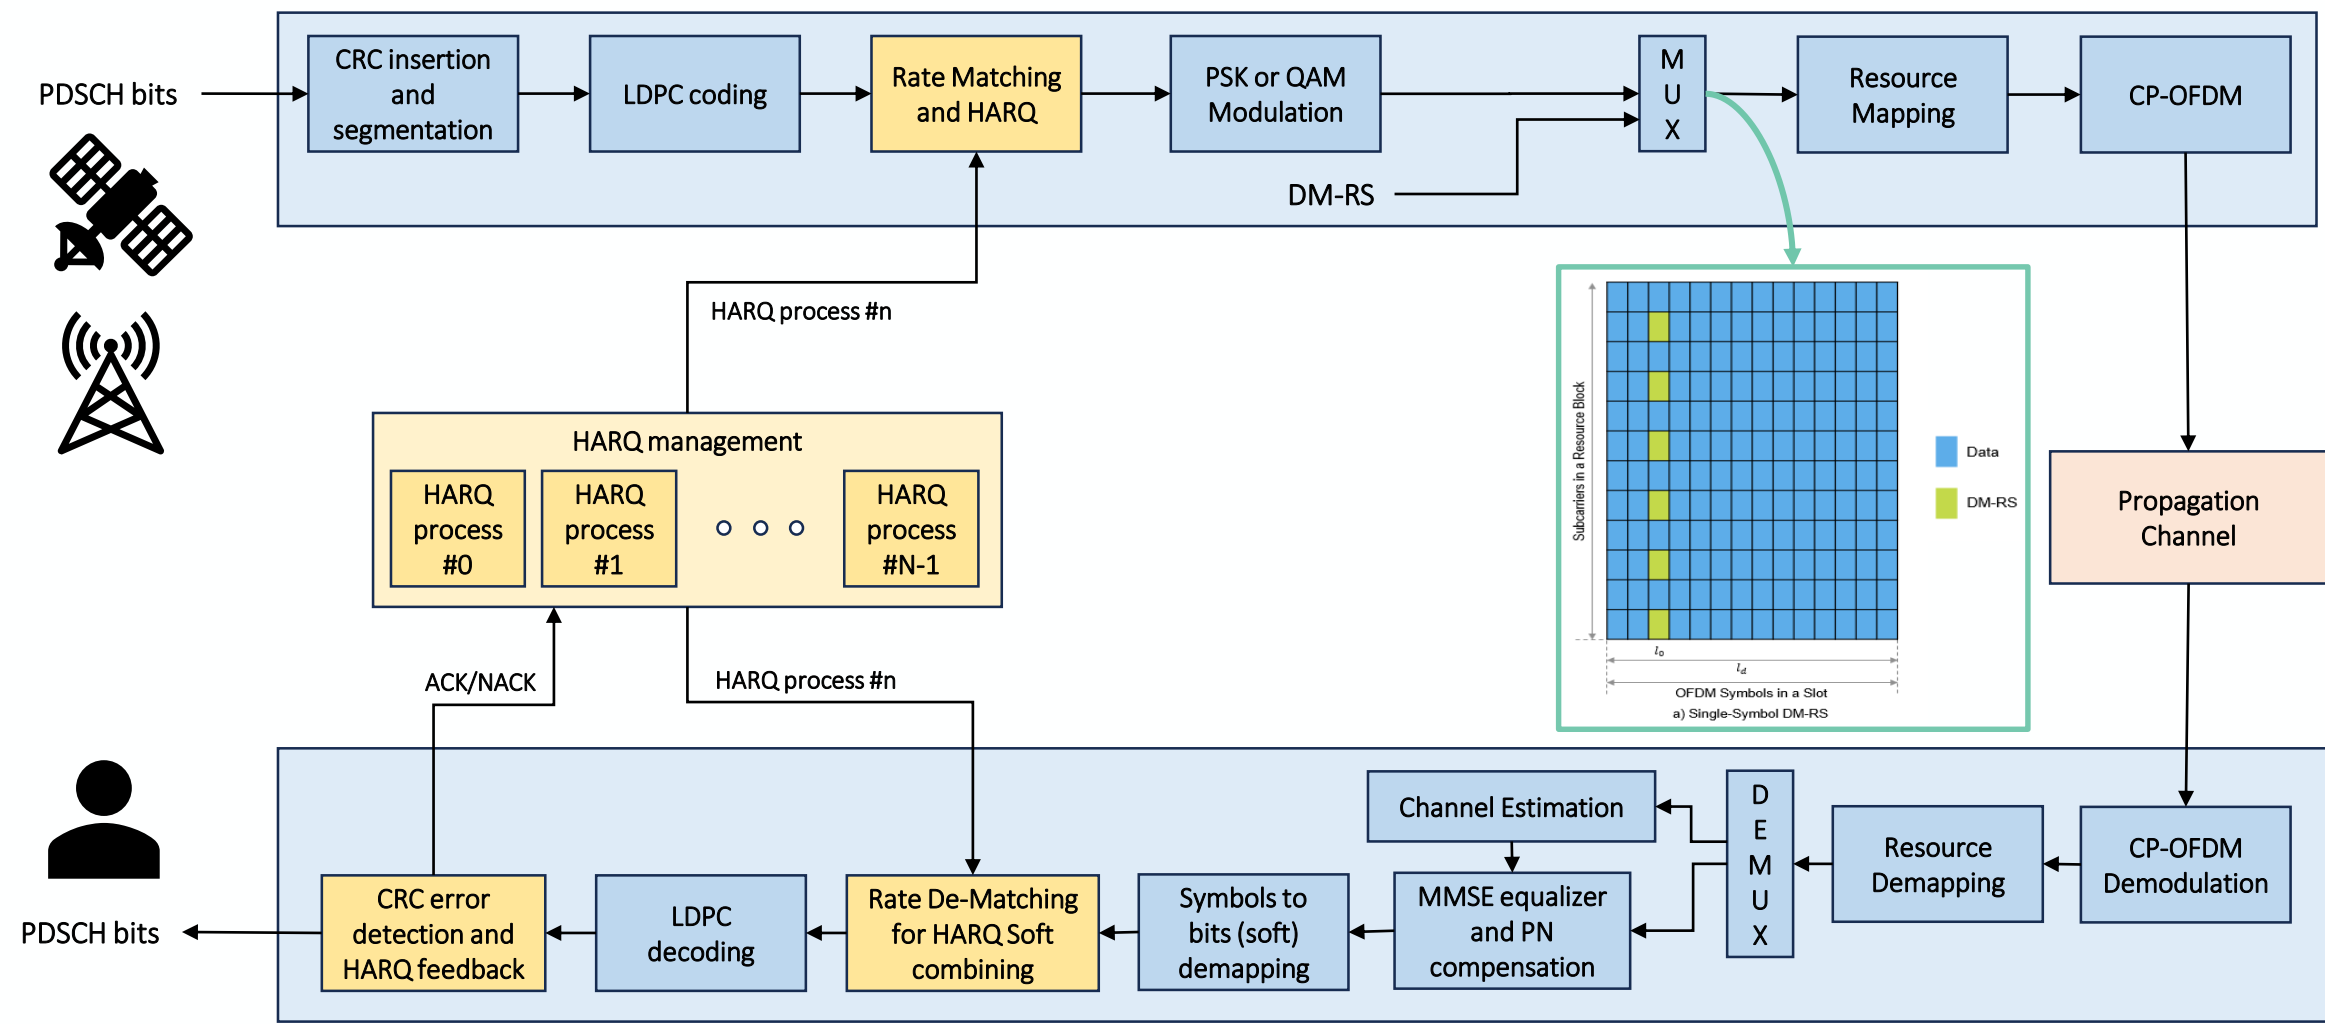 PDSCH bits
CRC insertion
and
segmentation
LDPC coding
Rate Matching
and HARQ
PSK or QAM
Modulation
M
U
X
Resource
Mapping
CP-OFDM
DM-RS
HARQ process #n
HARQ management
HARQ
process
#0
HARQ
process
#1
HARQ
process
#N-1
ACK/NACK
HARQ process #n
Subcarriers in a Resource Block
Data
DM-RS
l₀
l_d
OFDM Symbols in a Slot
a) Single-Symbol DM-RS
Propagation
Channel
CP-OFDM
Demodulation
Resource
Demapping
D
E
M
U
X
Channel Estimation
MMSE equalizer
and PN
compensation
Symbols to
bits (soft)
demapping
Rate De-Matching
for HARQ Soft
combining
LDPC
decoding
CRC error
detection and
HARQ feedback
PDSCH bits